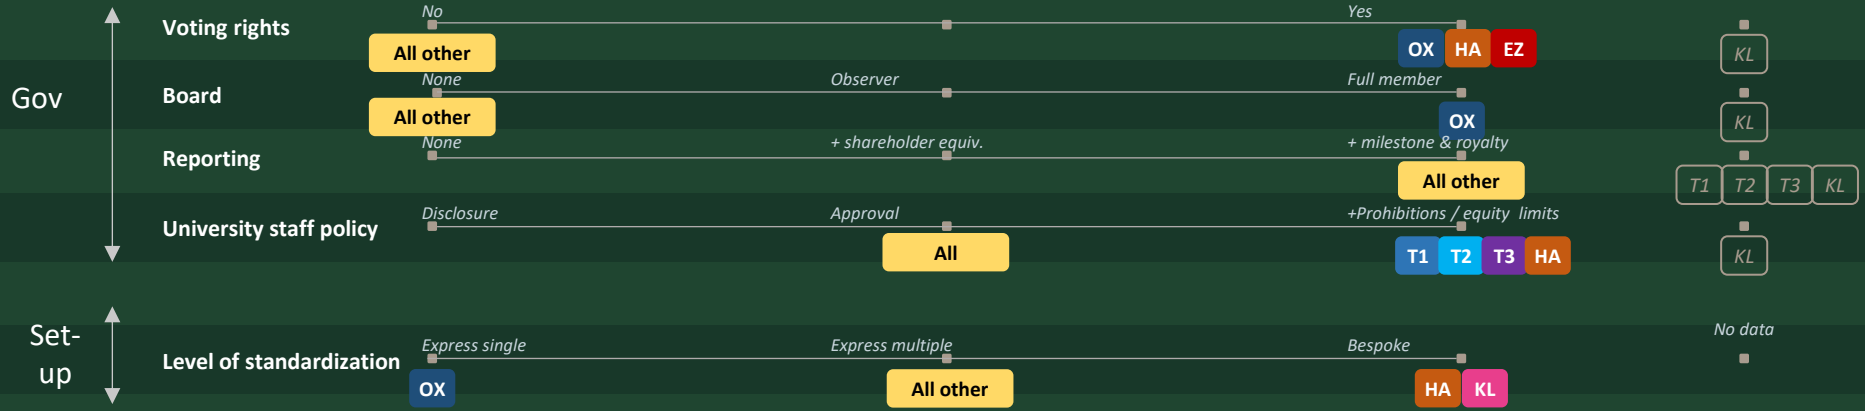 No
Yes
Voting rights
All other
OX HA EZ
KL
None
Observer
Full member
Gov
Board
All other
OX
KL
None
+ shareholder equiv.
+ milestone & royalty
Reporting
All other
T1 T2 T3 KL
Disclosure
Approval
+Prohibitions / equity limits
University staff policy
All
T1 T2 T3 HA
KL
Set-
up
No data
Express single
Express multiple
Bespoke
Level of standardization
OX
All other
HA KL